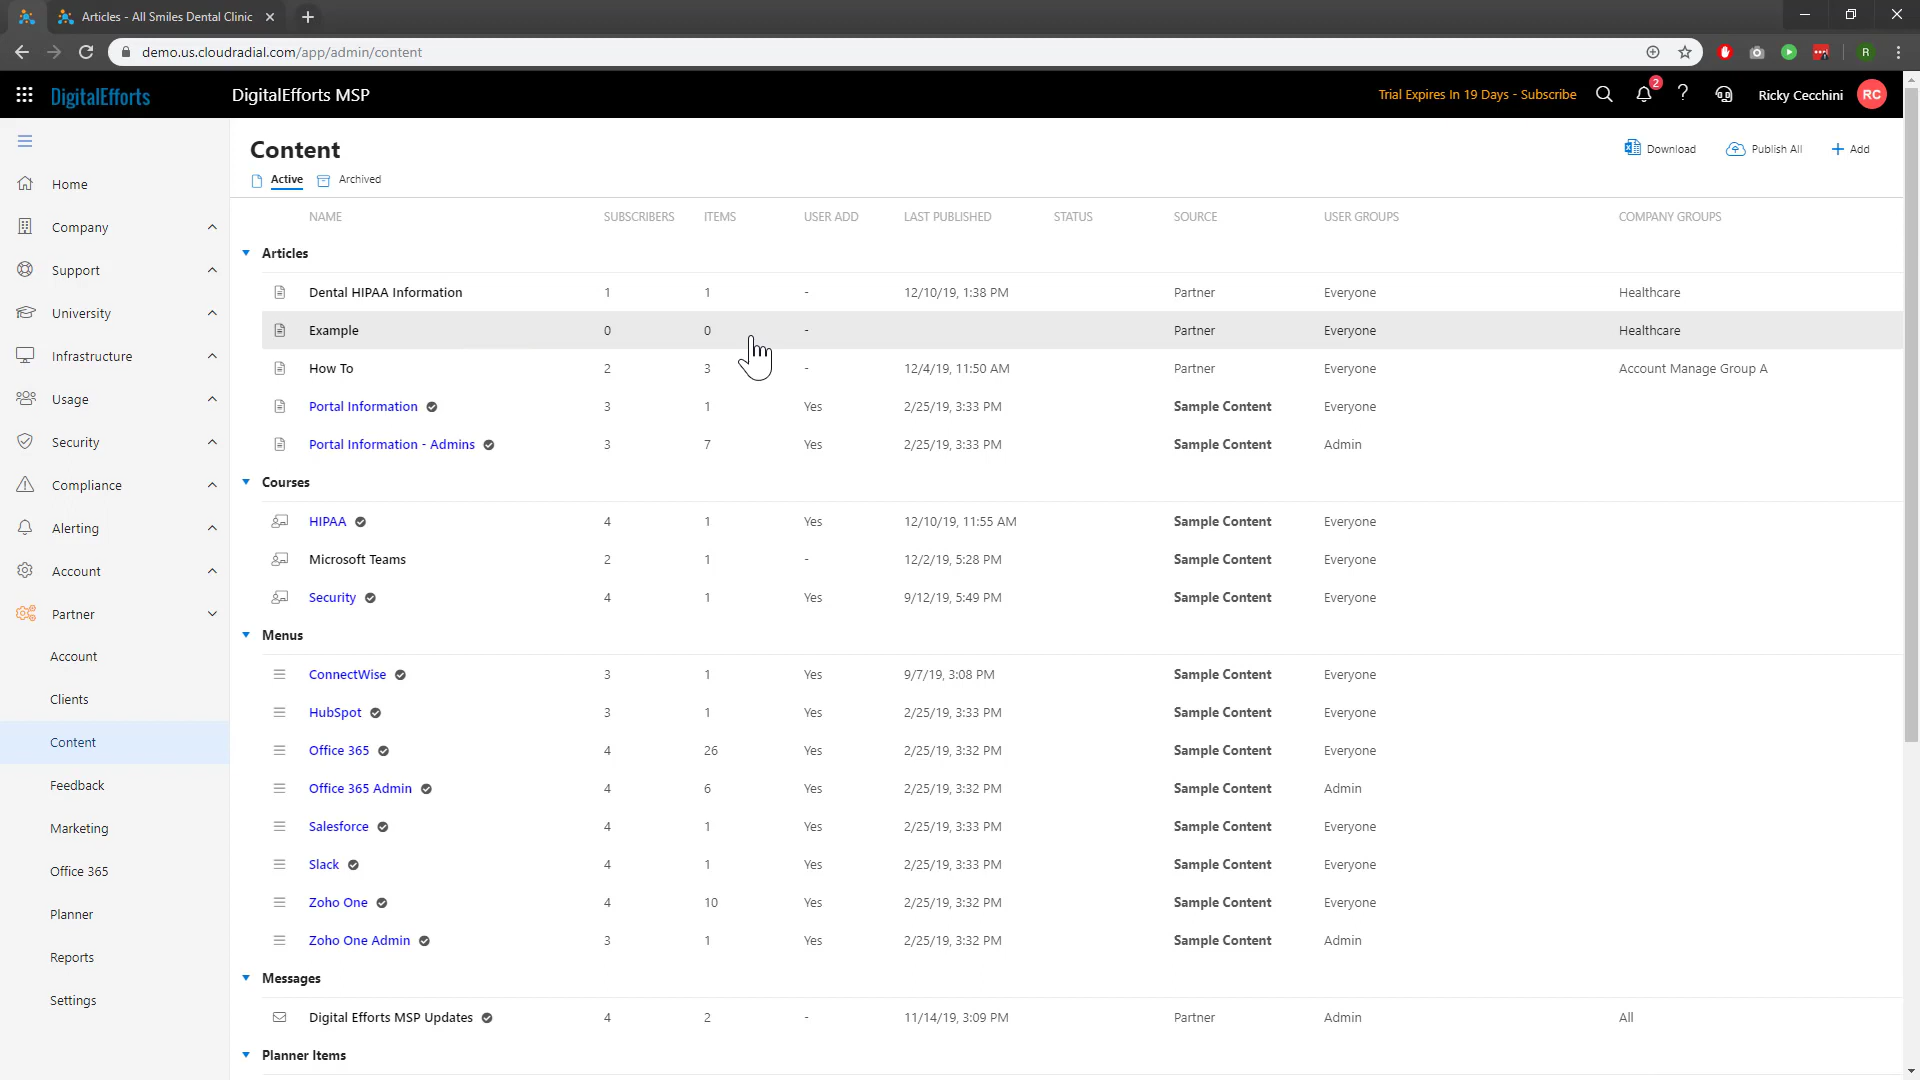 Articles - All Smiles Dental Clinic
demo.us.cloudradial.com/app/admin/content
R
DigitalEfforts
DigitalEfforts MSP
Trial Expires In 19 Days - Subscribe
2
Ricky Cecchini
RC
Home
Company
Support
University
Infrastructure
Usage
Security
Compliance
Alerting
Account
Partner
Account
Clients
Content
Feedback
Marketing
Office 365
Planner
Reports
Settings
Content
Download
Publish All
Add
Active
Archived
NAME SUBSCRIBERS ITEMS USER ADD LAST PUBLISHED STATUS SOURCE USER GROUPS COMPANY GROUPS
Articles
Dental HIPAA Information 1 1 - 12/10/19, 1:38 PM Partner Everyone Healthcare
Example 0 0 - Partner Everyone Healthcare
How To 2 3 - 12/4/19, 11:50 AM Partner Everyone Account Manage Group A
Portal Information 3 1 Yes 2/25/19, 3:33 PM Sample Content Everyone
Portal Information - Admins 3 7 Yes 2/25/19, 3:33 PM Sample Content Admin
Courses
HIPAA 4 1 Yes 12/10/19, 11:55 AM Sample Content Everyone
Microsoft Teams 2 1 - 12/2/19, 5:28 PM Sample Content Everyone
Security 4 1 Yes 9/12/19, 5:49 PM Sample Content Everyone
Menus
ConnectWise 3 1 Yes 9/7/19, 3:08 PM Sample Content Everyone
HubSpot 3 1 Yes 2/25/19, 3:33 PM Sample Content Everyone
Office 365 4 26 Yes 2/25/19, 3:32 PM Sample Content Everyone
Office 365 Admin 4 6 Yes 2/25/19, 3:32 PM Sample Content Admin
Salesforce 4 1 Yes 2/25/19, 3:33 PM Sample Content Everyone
Slack 4 1 Yes 2/25/19, 3:33 PM Sample Content Everyone
Zoho One 4 10 Yes 2/25/19, 3:32 PM Sample Content Everyone
Zoho One Admin 3 1 Yes 2/25/19, 3:32 PM Sample Content Admin
Messages
Digital Efforts MSP Updates 4 2 - 11/14/19, 3:09 PM Partner Admin All
Planner Items